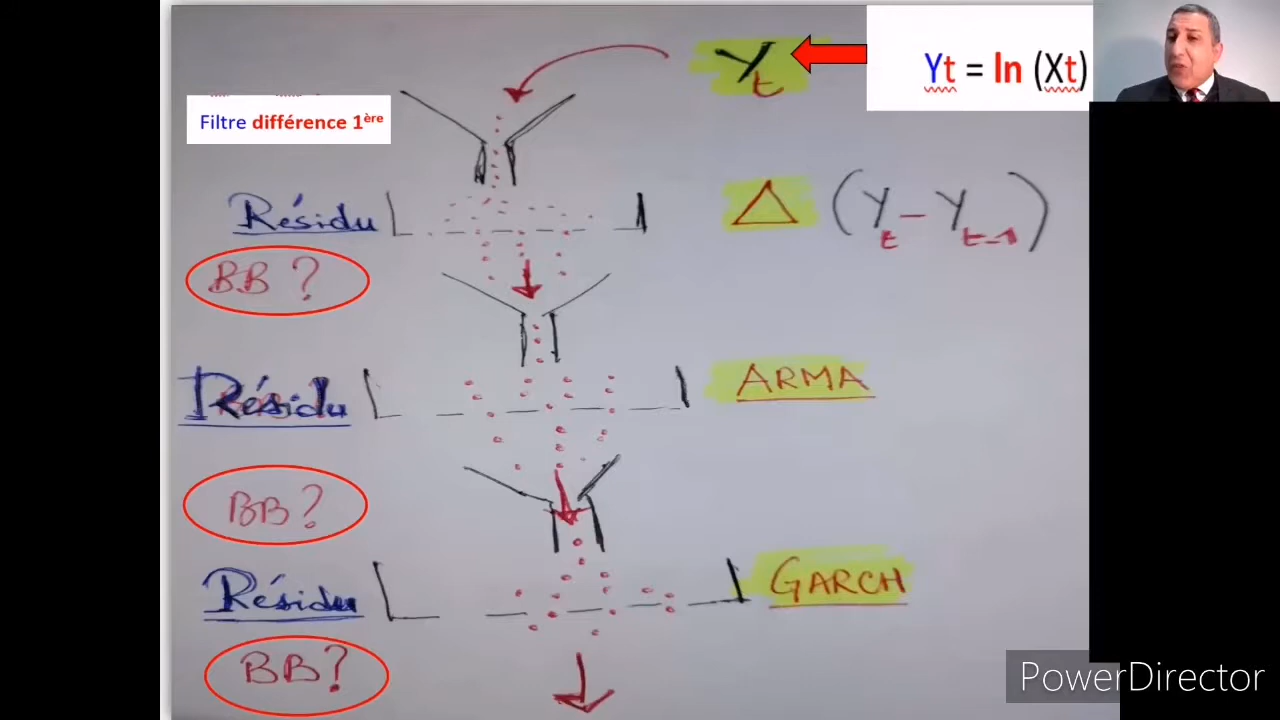 Yt
Yt = ln (Xt)
Filtre différence 1ère
Résidu
Δ (Yt - Yt-1)
BB ?
Résidu
ARMA
BB ?
Résidu
GARCH
BB ?
PowerDirector